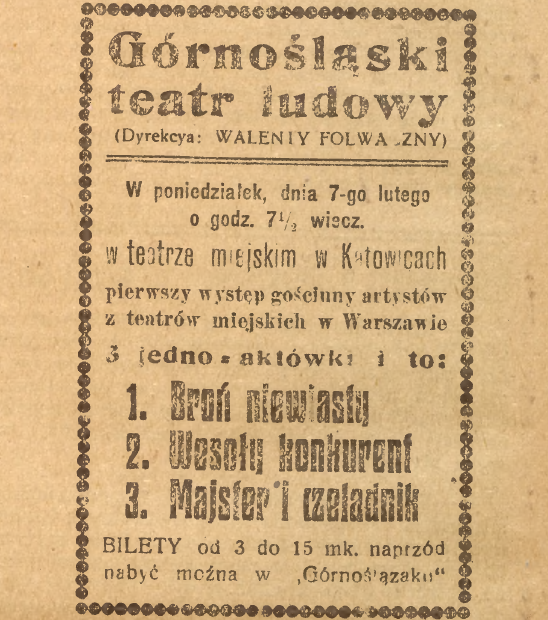 Górnośląski
teatr ludowy
(Dyrekcya: WALENTY FOLWACZNY)
W poniedziałek, dnia 7-go lutego
o godz. 7½ wiecz.
w teatrze miejskim w Katowicach
pierwszy występ gościnny artystów
z teatrów miejskich w Warszawie
3 jedno-aktówki i to:
1. Broń niewiasty
2. Wesoły konkurent
3. Majster i czeladnik
BILETY od 3 do 15 mk. naprzód
nabyć można w „Górnoślązaku“